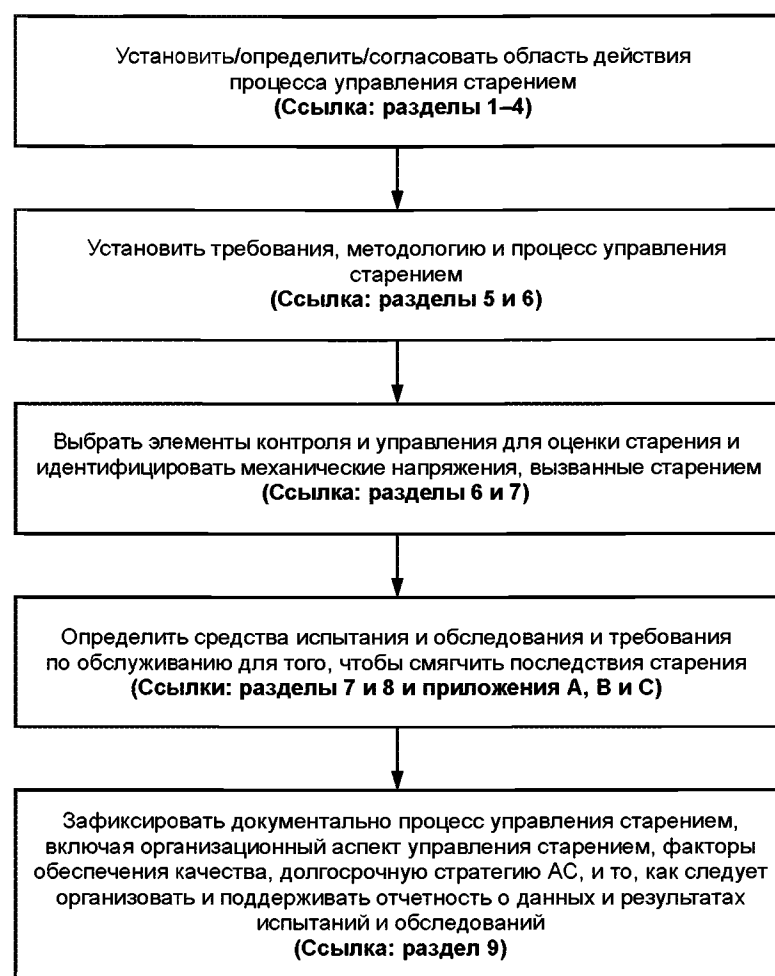 Установить/определить/согласовать область действия
процесса управления старением
(Ссылка: разделы 1–4)
Установить требования, методологию и процесс управления
старением
(Ссылка: разделы 5 и 6)
Выбрать элементы контроля и управления для оценки старения и
идентифицировать механические напряжения, вызванные старением
(Ссылка: разделы 6 и 7)
Определить средства испытания и обследования и требования
по обслуживанию для того, чтобы смягчить последствия старения
(Ссылки: разделы 7 и 8 и приложения А, В и С)
Зафиксировать документально процесс управления старением,
включая организационный аспект управления старением, факторы
обеспечения качества, долгосрочную стратегию АС, и то, как следует
организовать и поддерживать отчетность о данных и результатах
испытаний и обследований
(Ссылка: раздел 9)